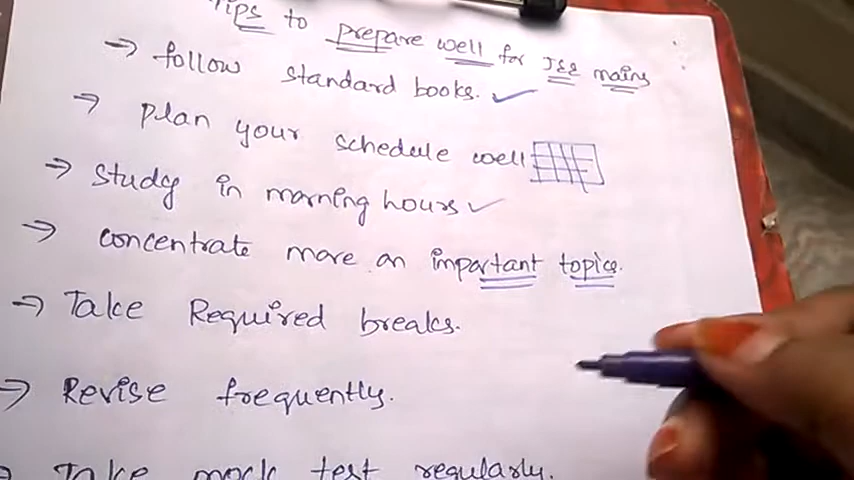 Tips to prepare well for JEE mains
→ follow standard books. ✓
→ plan your schedule well
→ Study in morning hours ✓
→ concentrate more on important topics.
→ Take Required breaks.
→ Revise frequently.
→ Take mock test regularly.